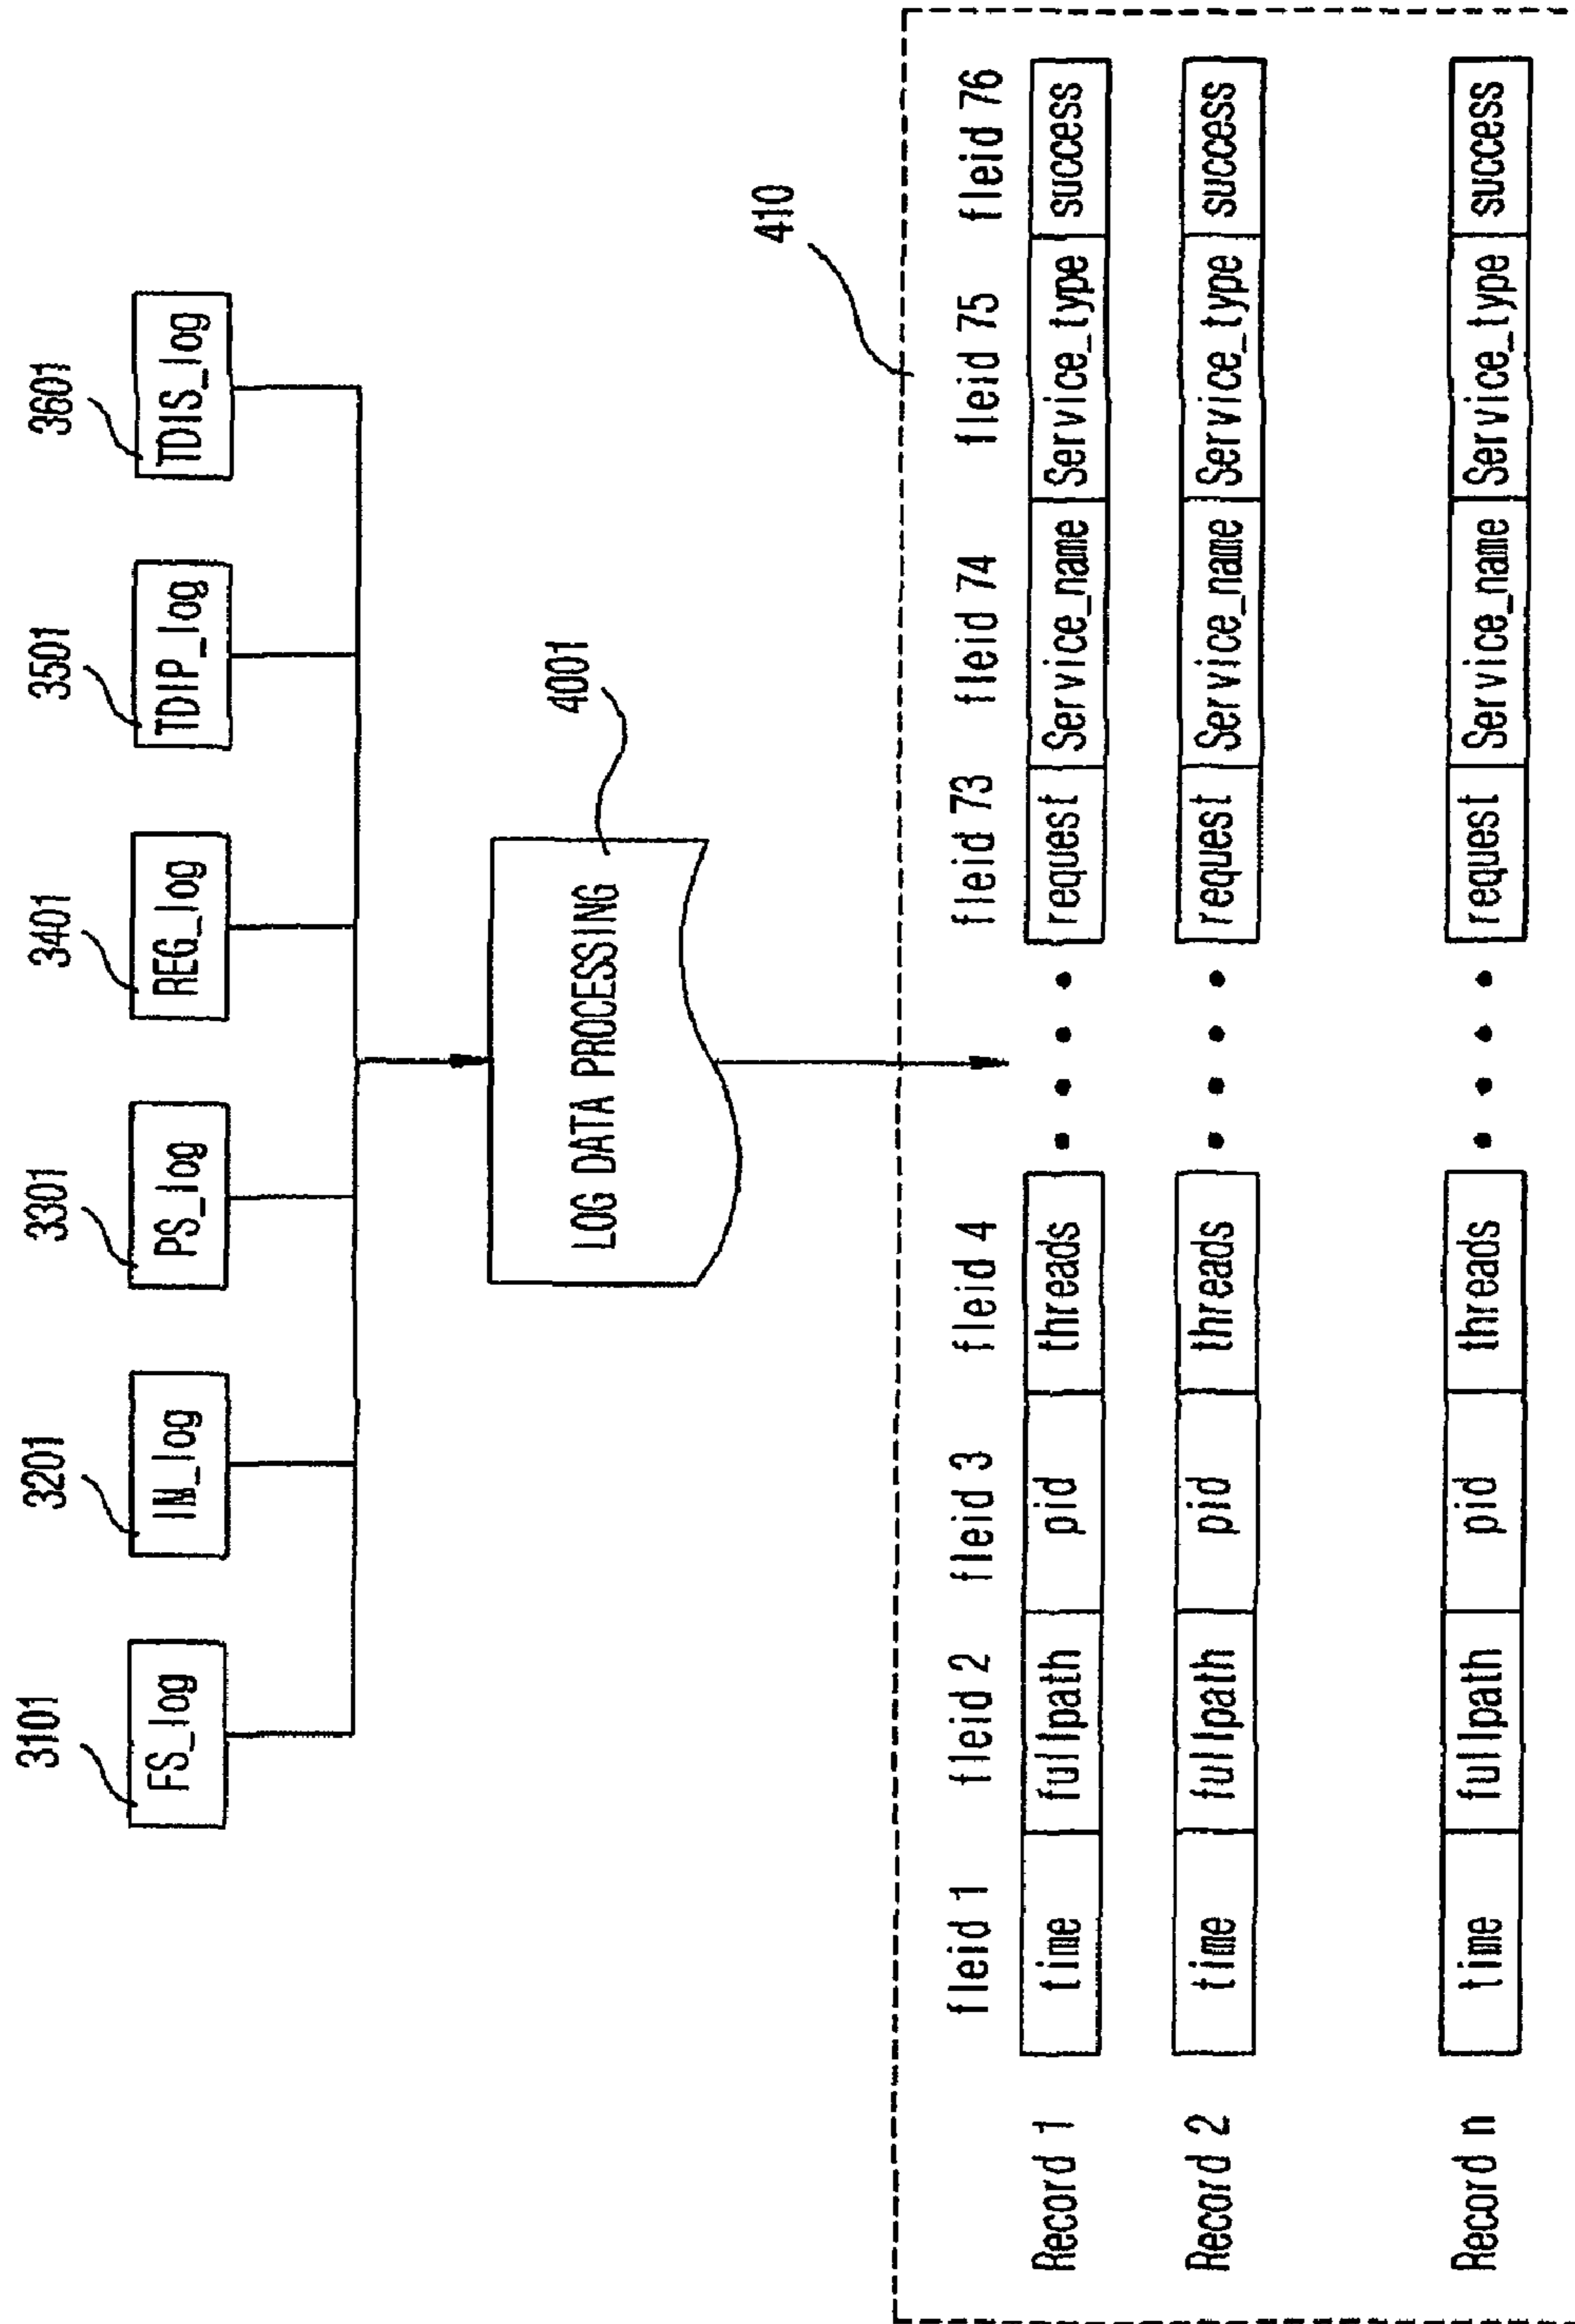 3101 3201 3301 3401 3501 3601
FS_log IN_log PS_log REG_log TDIP_log TDIS_log
4001
LOG DATA PROCESSING
410
fleid 1 fleid 2 fleid 3 fleid 4 fleid 73 fleid 74 fleid 75 fleid 76
Record 1 time fullpath pid threads • • • • request Service_name Service_type success
Record 2 time fullpath pid threads • • • • request Service_name Service_type success
Record n time fullpath pid threads • • • • request Service_name Service_type success